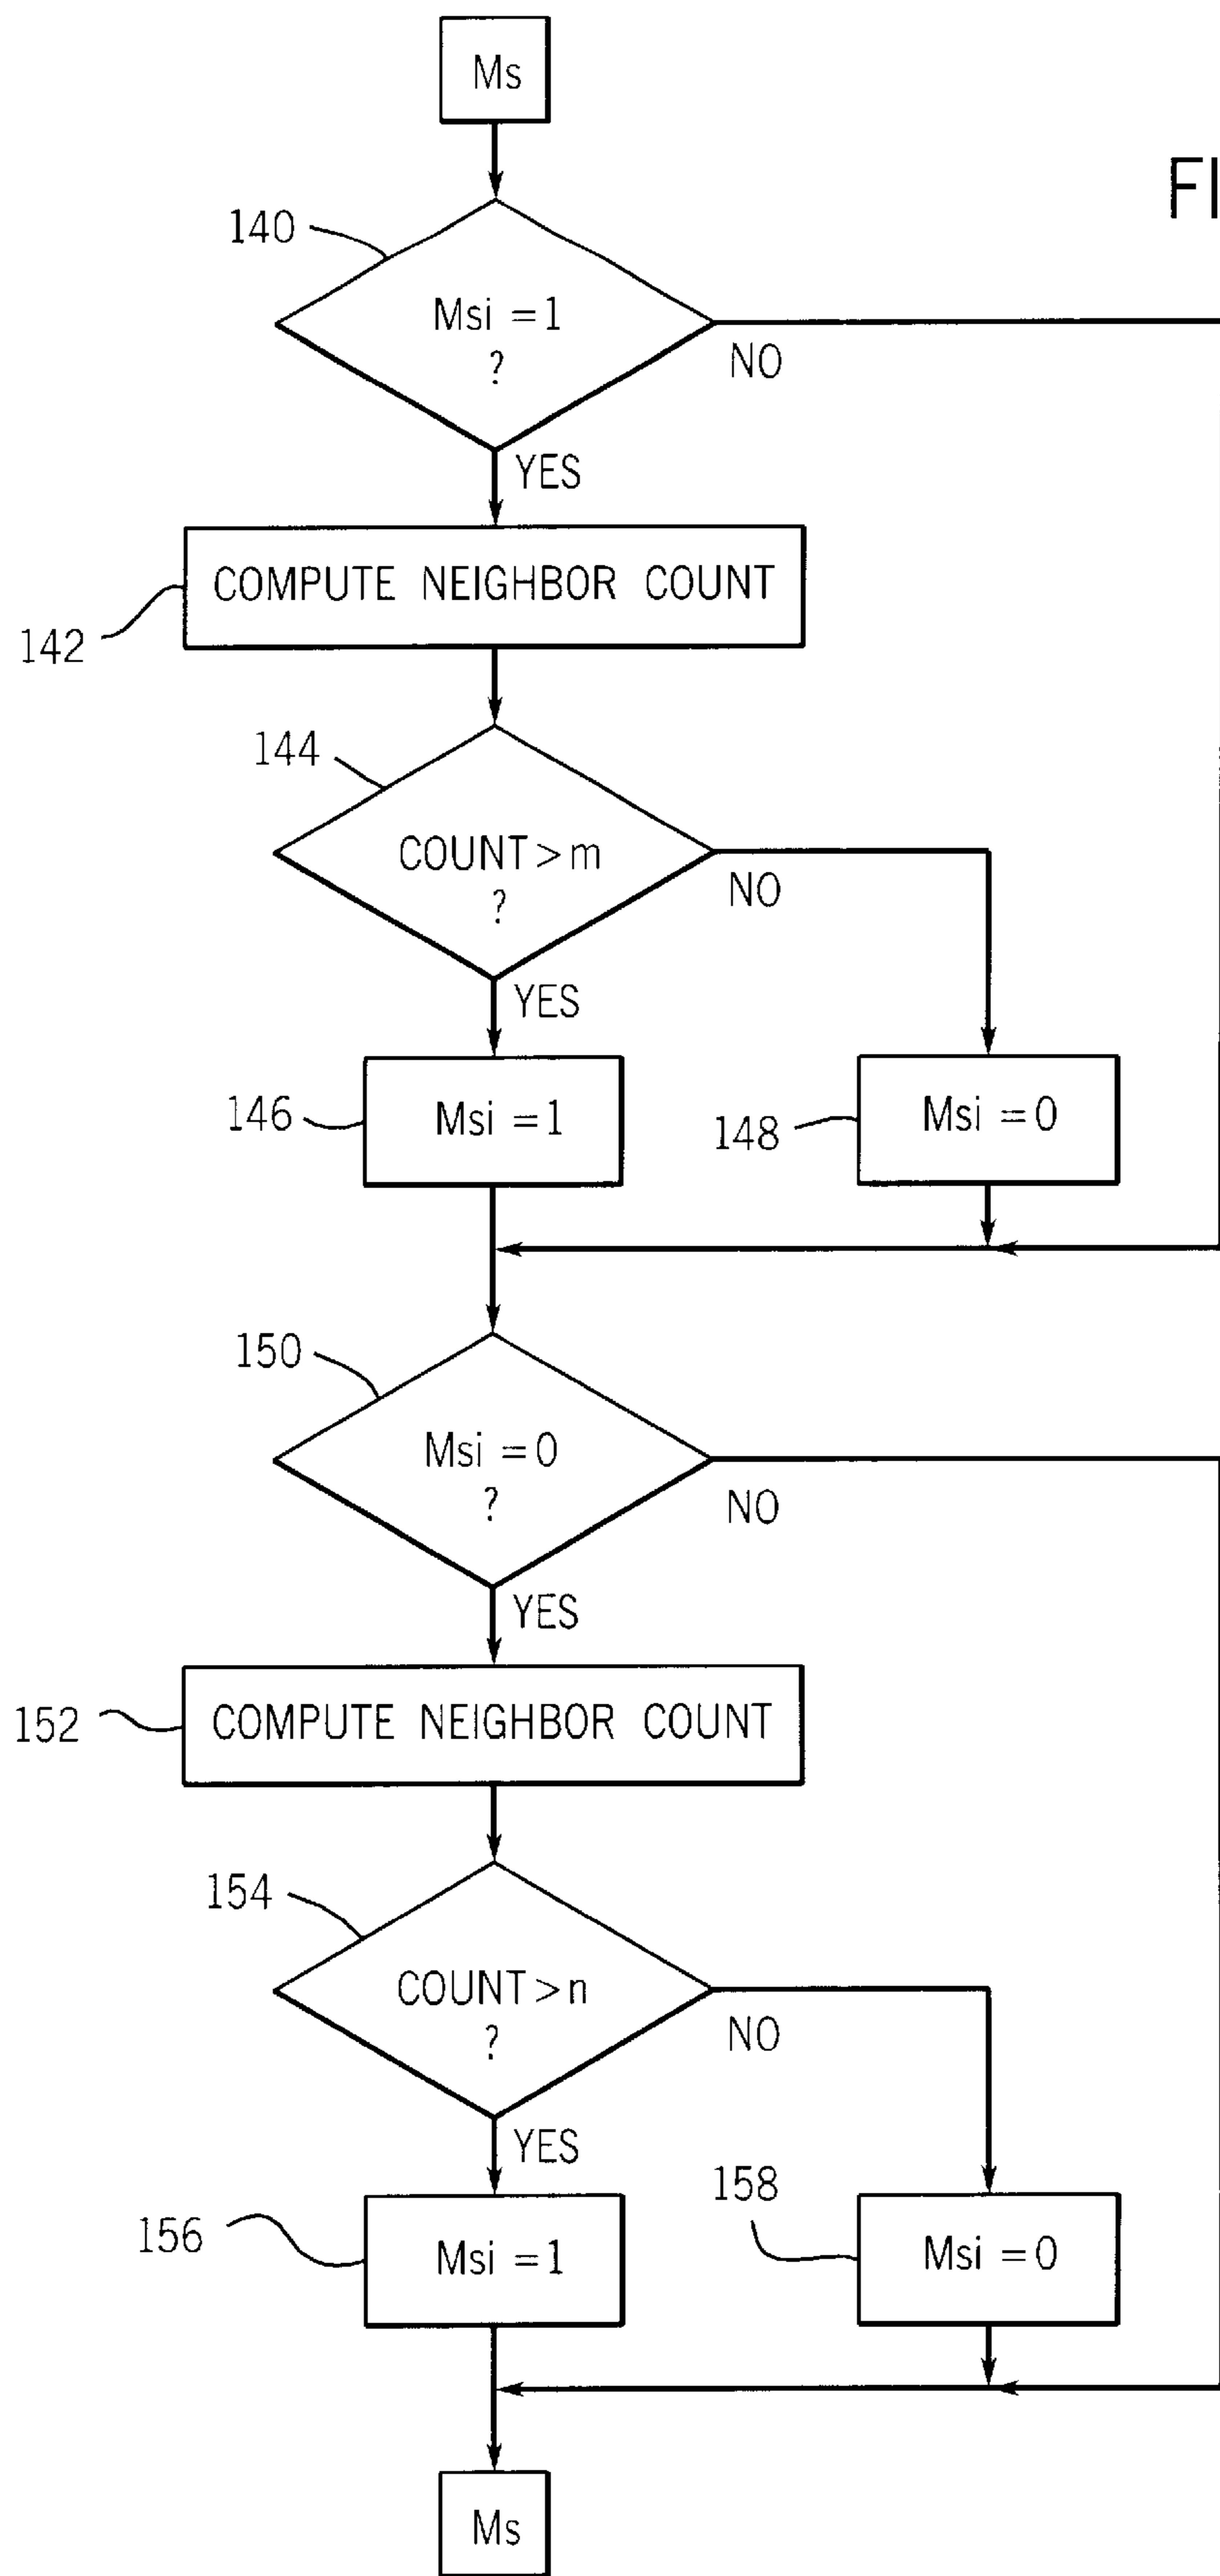 Ms
FI
140
Msi = 1
?
NO
YES
COMPUTE NEIGHBOR COUNT
142
144
COUNT > m
?
NO
YES
146
Msi = 1
148
Msi = 0
150
Msi = 0
?
NO
YES
152
COMPUTE NEIGHBOR COUNT
154
COUNT > n
?
NO
YES
156
Msi = 1
158
Msi = 0
Ms